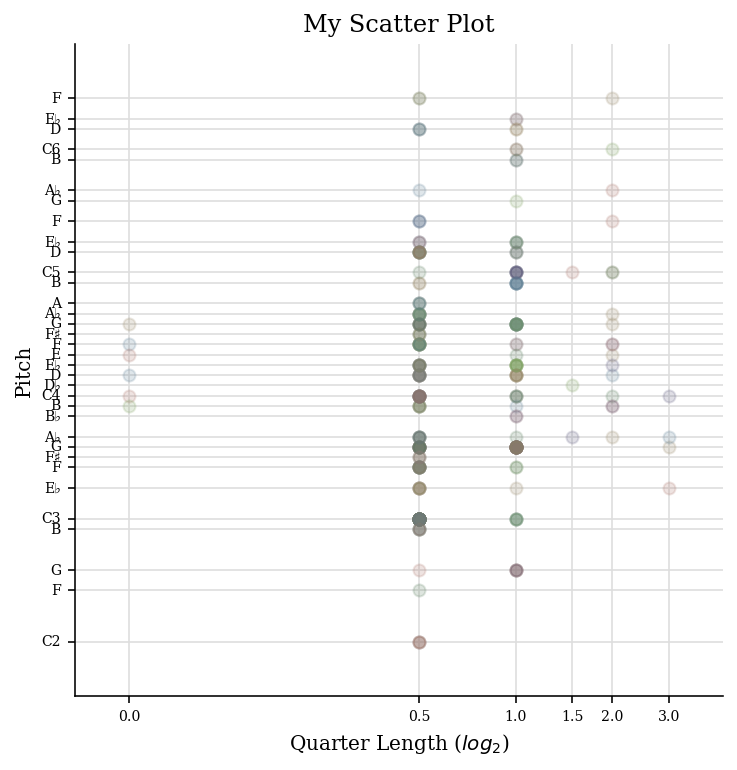 My Scatter Plot
F
E♭
D
C6
B
A♭
G
F
E♭
D
C5
B
A
A♭
G
F♯
F
E
E♭
D
D♭
C4
B
B♭
A♭
G
F♯
F
E♭
C3
B
G
F
C2
Pitch
0.0 0.5 1.0 1.5 2.0 3.0
Quarter Length (log₂)